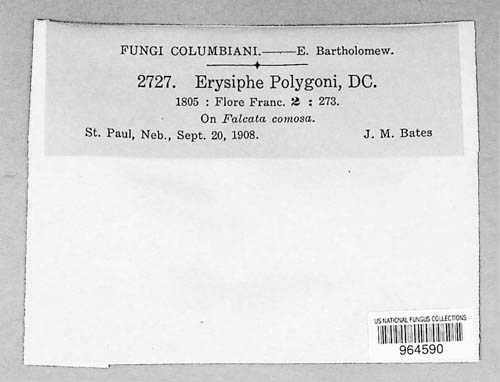 FUNGI COLUMBIANI.——E. Bartholomew.
2727. Erysiphe Polygoni, DC.
1805 : Flore Franc. 2 : 273.
On Falcata comosa.
St. Paul, Neb., Sept. 20, 1908. J. M. Bates
US NATIONAL FUNGUS COLLECTIONS
964590